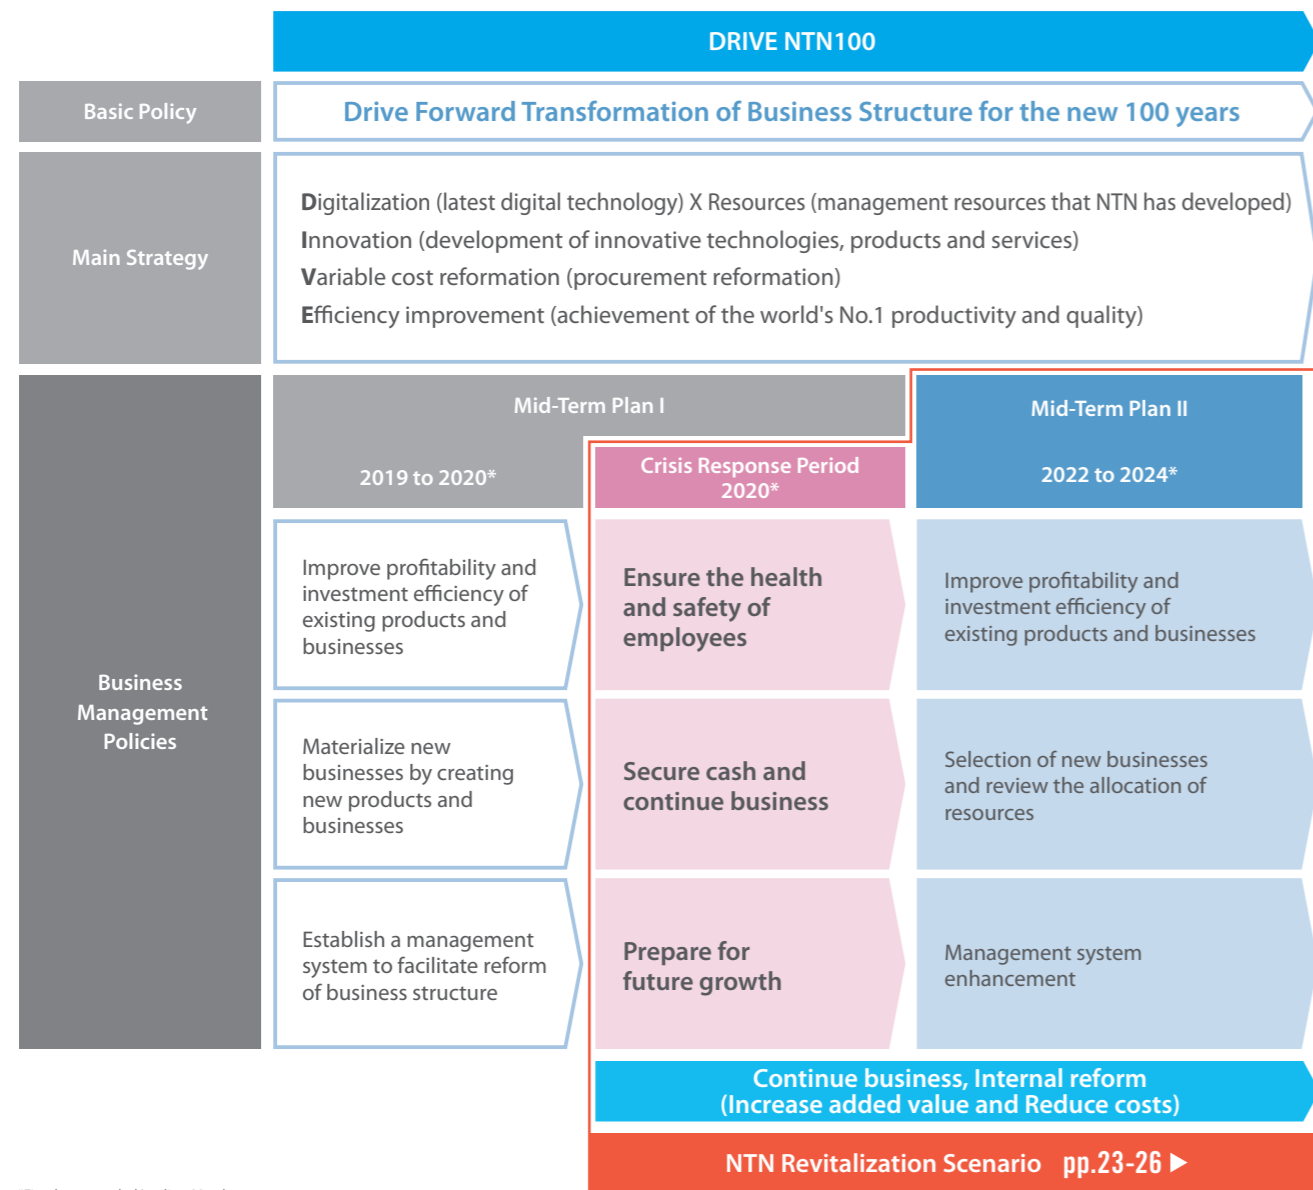 DRIVE NTN100
Basic Policy
Drive Forward Transformation of Business Structure for the new 100 years
Main Strategy
Digitalization (latest digital technology) X Resources (management resources that NTN has developed)
Innovation (development of innovative technologies, products and services)
Variable cost reformation (procurement reformation)
Efficiency improvement (achievement of the world's No.1 productivity and quality)
Business
Management
Policies
Mid-Term Plan I
2019 to 2020*
Crisis Response Period
2020*
Mid-Term Plan II
2022 to 2024*
Improve profitability and
investment efficiency of
existing products and
businesses
Ensure the health
and safety of
employees
Improve profitability and
investment efficiency of
existing products and businesses
Materialize new
businesses by creating
new products and
businesses
Secure cash and
continue business
Selection of new businesses
and review the allocation of
resources
Establish a management
system to facilitate reform
of business structure
Prepare for
future growth
Management system
enhancement
Continue business, Internal reform
(Increase added value and Reduce costs)
NTN Revitalization Scenario pp.23-26 ▶